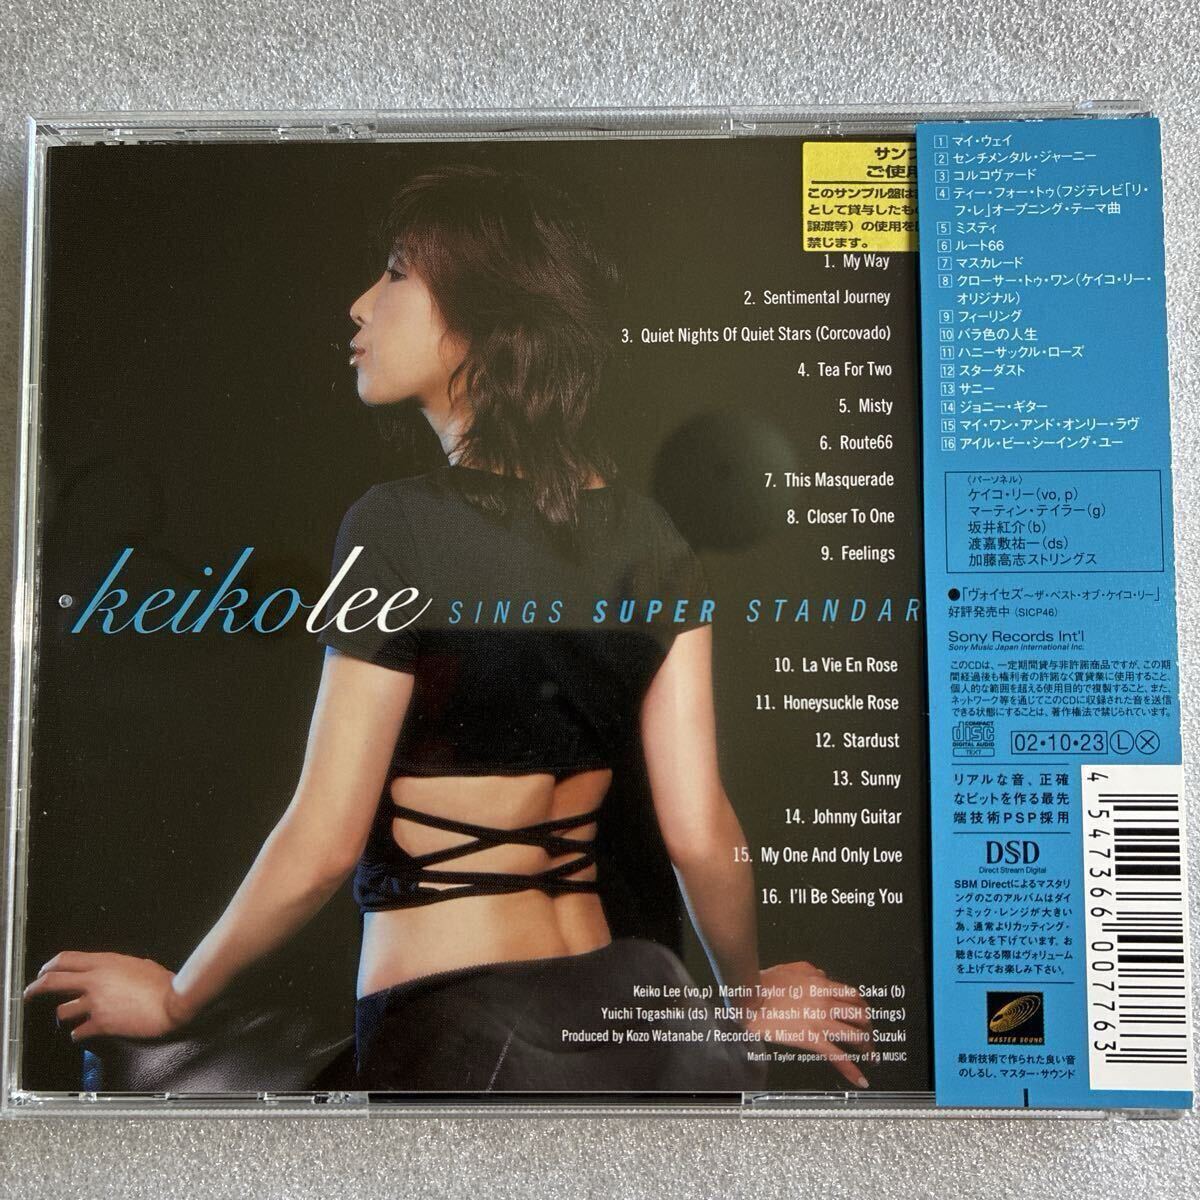 サンプ
ご使用
このサンプル盤は
として貸与したもの
譲渡等）の使用を
禁じます。
1. My Way
2. Sentimental Journey
3. Quiet Nights Of Quiet Stars (Corcovado)
4. Tea For Two
5. Misty
6. Route66
7. This Masquerade
8. Closer To One
9. Feelings
keikolee SINGS SUPER STANDAR
10. La Vie En Rose
11. Honeysuckle Rose
12. Stardust
13. Sunny
14. Johnny Guitar
15. My One And Only Love
16. I'll Be Seeing You
Keiko Lee (vo,p) Martin Taylor (g) Benisuke Sakai (b)
Yuichi Togashiki (ds) RUSH by Takashi Kato (RUSH Strings)
Produced by Kozo Watanabe / Recorded & Mixed by Yoshihiro Suzuki
Martin Taylor appears courtesy of P3 MUSIC
1 マイ・ウェイ
2 センチメンタル・ジャーニー
3 コルコヴァード
4 ティー・フォー・トゥ(フジテレビ「リ・
フ・レ」オープニング・テーマ曲
5 ミスティ
6 ルート66
7 マスカレード
8 クローサー・トゥ・ワン(ケイコ・リー・
オリジナル)
9 フィーリング
10 バラ色の人生
11 ハニーサックル・ローズ
12 スターダスト
13 サニー
14 ジョニー・ギター
15 マイ・ワン・アンド・オンリー・ラヴ
16 アイル・ビー・シーイング・ユー
〈パーソネル〉
ケイコ・リー(vo, p)
マーティン・テイラー(g)
坂井紅介(b)
渡嘉敷祐一(ds)
加藤高志ストリングス
●「ヴォイセズ〜ザ・ベスト・オブ・ケイコ・リー」
好評発売中 (SICP46)
Sony Records Int'l
Sony Music Japan International Inc.
このCDは、一定期間貸与非許諾商品ですが、この期
間経過後も権利者の許諾なく賃貸業に使用すること、
個人的な範囲を超える使用目的で複製すること、また、
ネットワーク等を通じてこのCDに収録された音を送信
できる状態にすることは、著作権法で禁じられています。
COMPACT
disc
DIGITAL AUDIO
TEXT
02・10・23 L X
リアルな音、正確
なビットを作る最先
端技術PSP採用
DSD
Direct Stream Digital
SBM Directによるマスタリ
ングのこのアルバムはダイ
ナミック・レンジが大きい
為、通常よりカッティング・
レベルを下げています。お
聴きになる際はヴォリューム
を上げてお楽しみ下さい。
MASTER SOUND
最新技術で作られた良い音
のしるし、マスター・サウンド
4 547366 007763